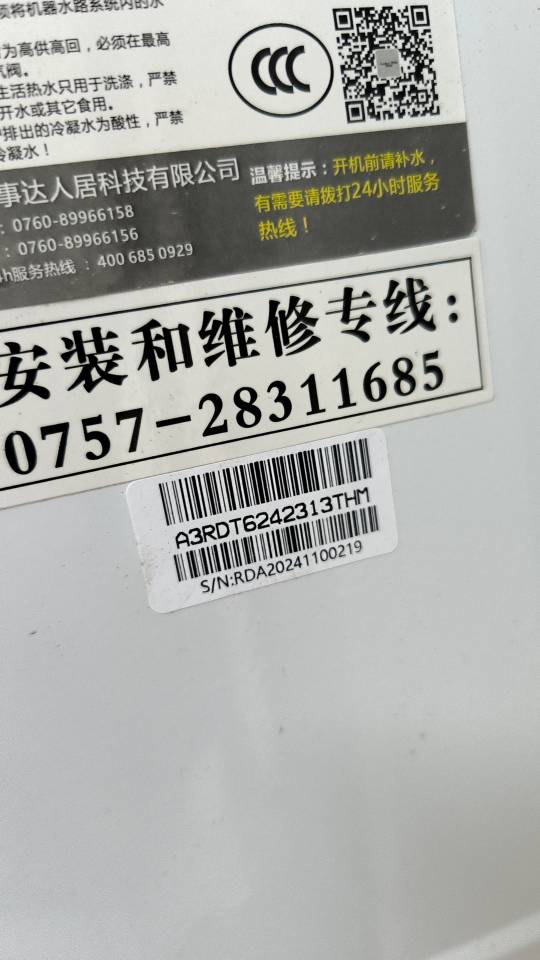 须将机器水路系统内的水
为高供高回，必须在最高
气阀。
生活热水只用于洗涤，严禁
开水或其它食用。
排出的冷凝水为酸性，严禁
冷凝水！
CCC
事达人居科技有限公司
：0760-89966158
：0760-89966156
h服务热线：400 685 0929
温馨提示：开机前请补水，
有需要请拨打24小时服务
热线！
安装和维修专线：
0757-28311685
A3RDT6242313THM
S/N:RDA20241100219